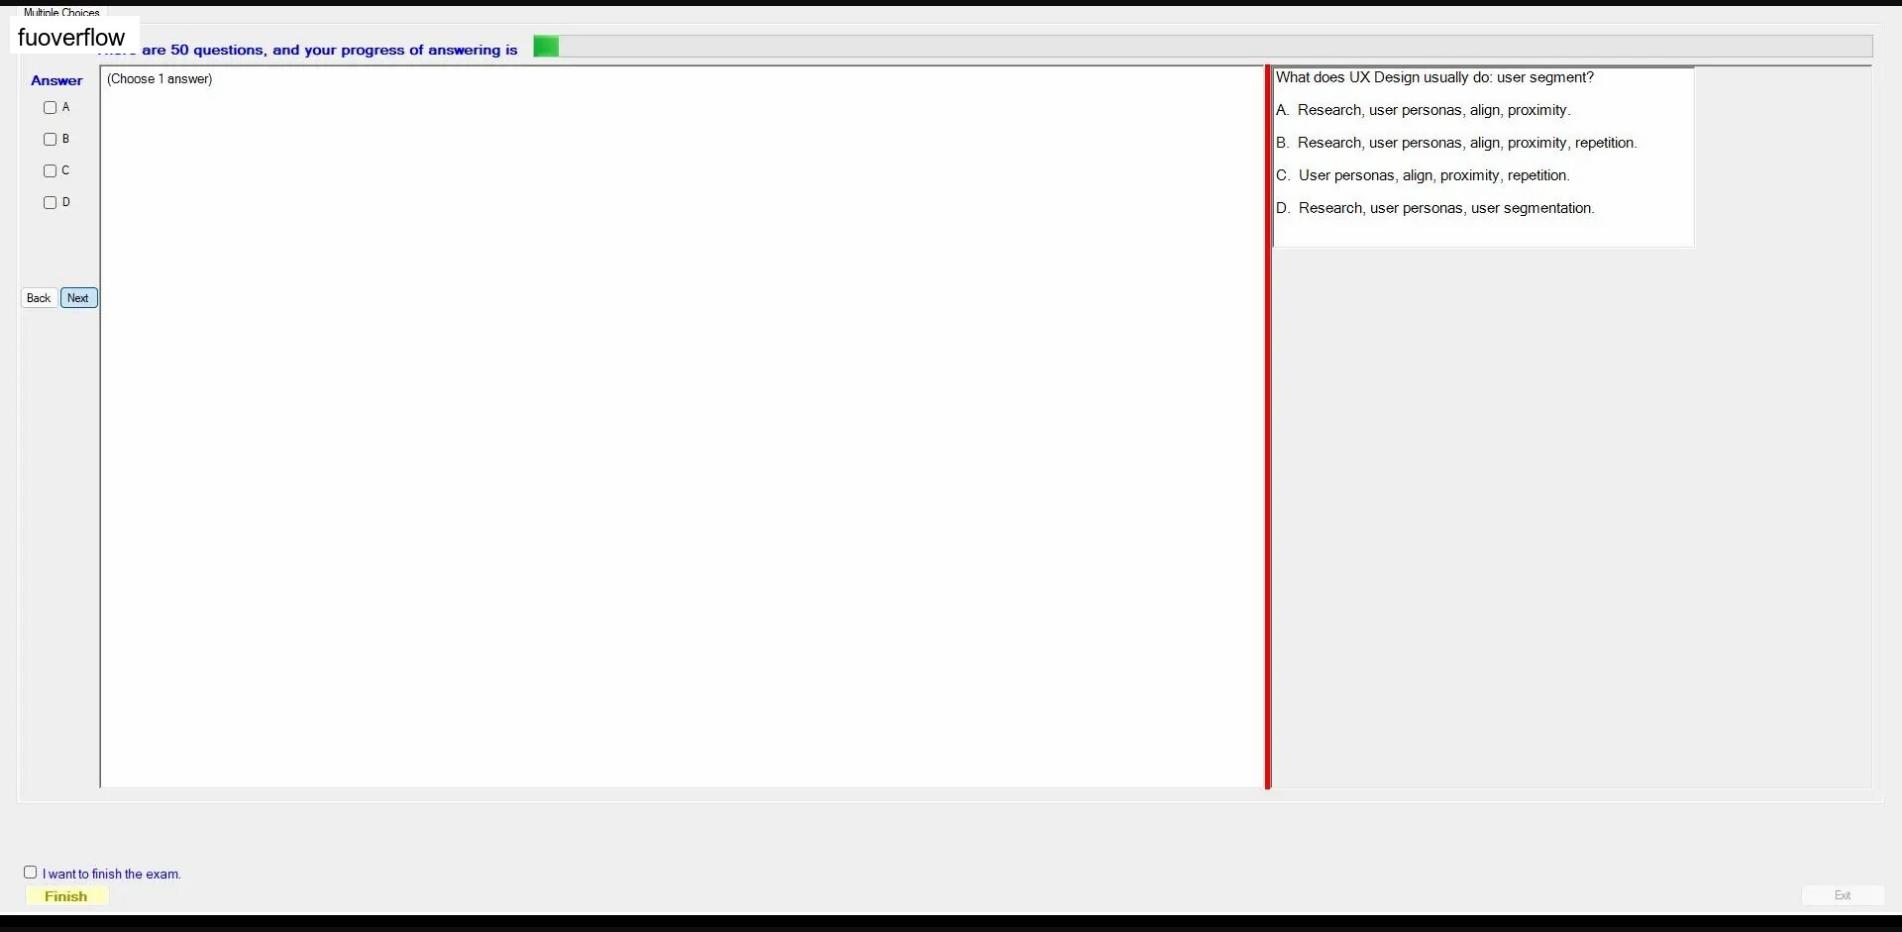 Multiple Choices
fuoverflow
are 50 questions, and your progress of answering is
Answer
(Choose 1 answer)
A
B
C
D
Back
Next
What does UX Design usually do: user segment?
A. Research, user personas, align, proximity.
B. Research, user personas, align, proximity, repetition.
C. User personas, align, proximity, repetition.
D. Research, user personas, user segmentation.
I want to finish the exam.
Finish
Exit